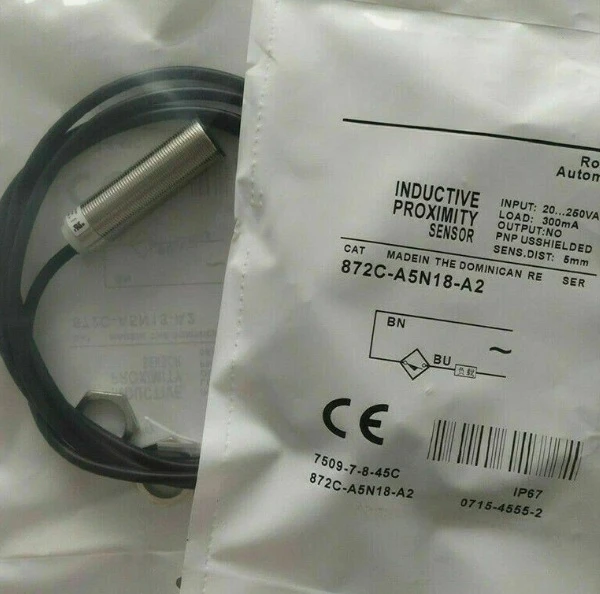 Ro
Autom
INDUCTIVE
PROXIMITY
SENSOR
INPUT: 20...250VA
LOAD: 300mA
OUTPUT:NO
PNP USSHIELDED
SENS.DIST: 5mm
CAT MADEIN THE DOMINICAN RE SER
872C-A5N18-A2
BN
~
BU
负载
CE
7509-7-8-45C
872C-A5N18-A2
IP67
0715-4555-2